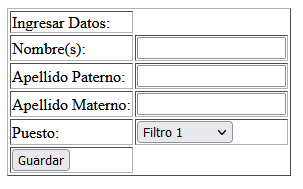 Ingresar Datos:
Nombre(s):
Apellido Paterno:
Apellido Materno:
Puesto: Filtro 1
Guardar